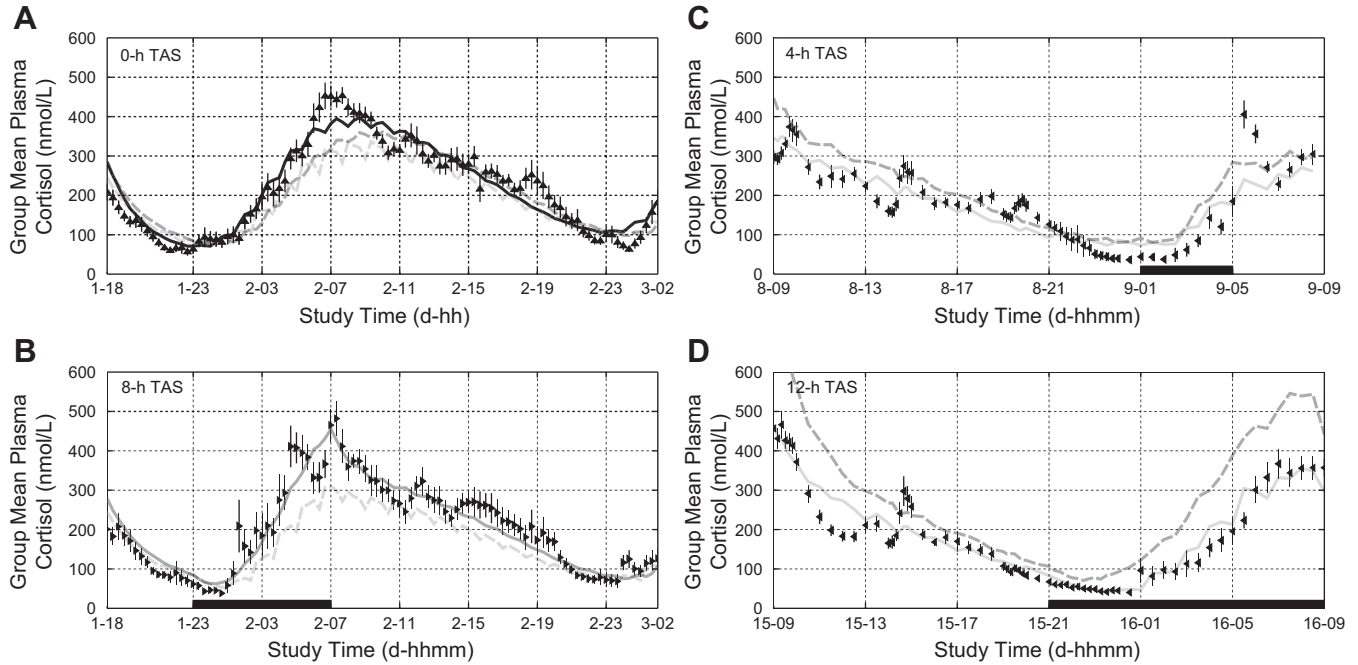 A
0-h TAS
600
500
400
300
200
100
0
Group Mean Plasma
Cortisol (nmol/L)
1-18 1-23 2-03 2-07 2-11 2-15 2-19 2-23 3-02
Study Time (d-hh)
B
8-h TAS
600
500
400
300
200
100
0
Group Mean Plasma
Cortisol (nmol/L)
1-18 1-23 2-03 2-07 2-11 2-15 2-19 2-23 3-02
Study Time (d-hhmm)
C
4-h TAS
600
500
400
300
200
100
0
Group Mean Plasma
Cortisol (nmol/L)
8-09 8-13 8-17 8-21 9-01 9-05 9-09
Study Time (d-hhmm)
D
12-h TAS
600
500
400
300
200
100
0
Group Mean Plasma
Cortisol (nmol/L)
15-09 15-13 15-17 15-21 16-01 16-05 16-09
Study Time (d-hhmm)